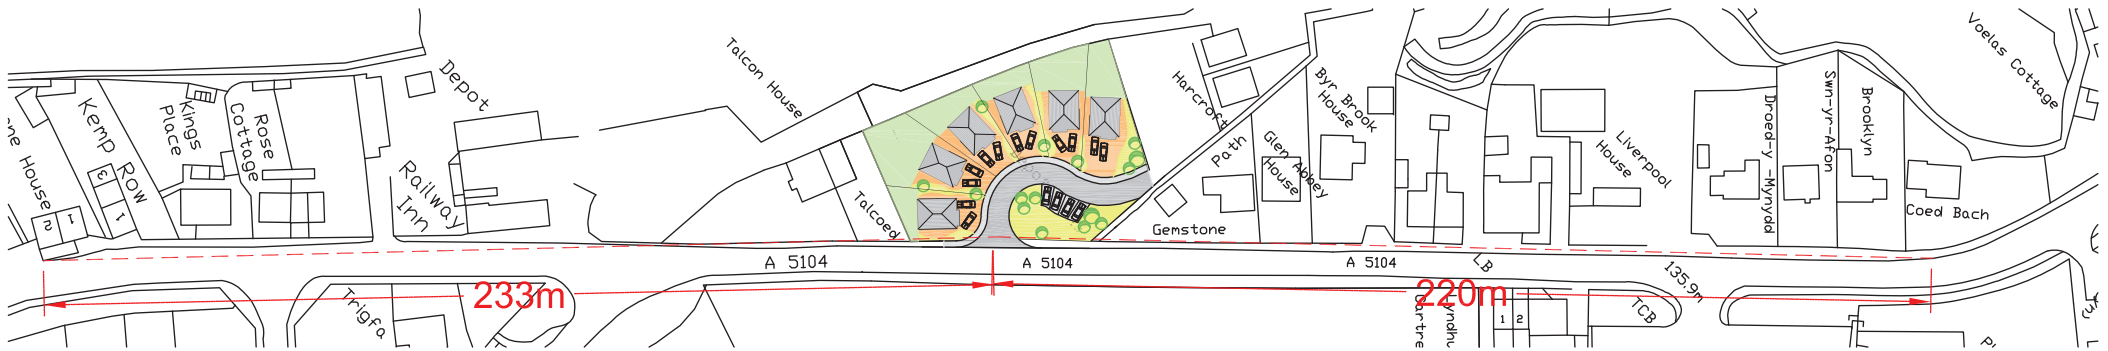 Kemp Row
3
1
1
2
Kings
Place
Rose
Cottage
Depot
Railway
Inn
Talcon House
Talcoed
Harcroft
Path
Glen Abbey
House
Byr Brook
House
Gemstone
Liverpool
House
Droed-y-Mynydd
Swn-yr-Afon
Brooklyn
Coed Bach
Voelas Cottage
A 5104
A 5104
A 5104
LB
135.9m
233m
220m
Trigfa
TCB
1
2
House